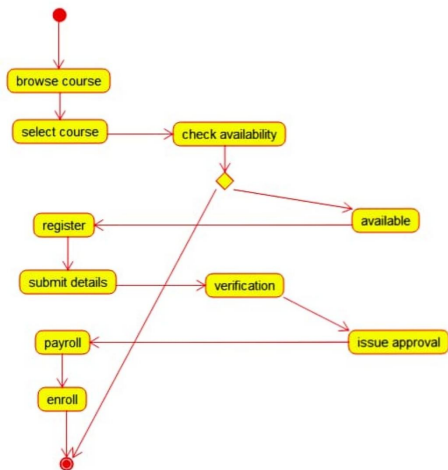 browse course
select course
check availability
available
register
submit details
verification
issue approval
payroll
enroll